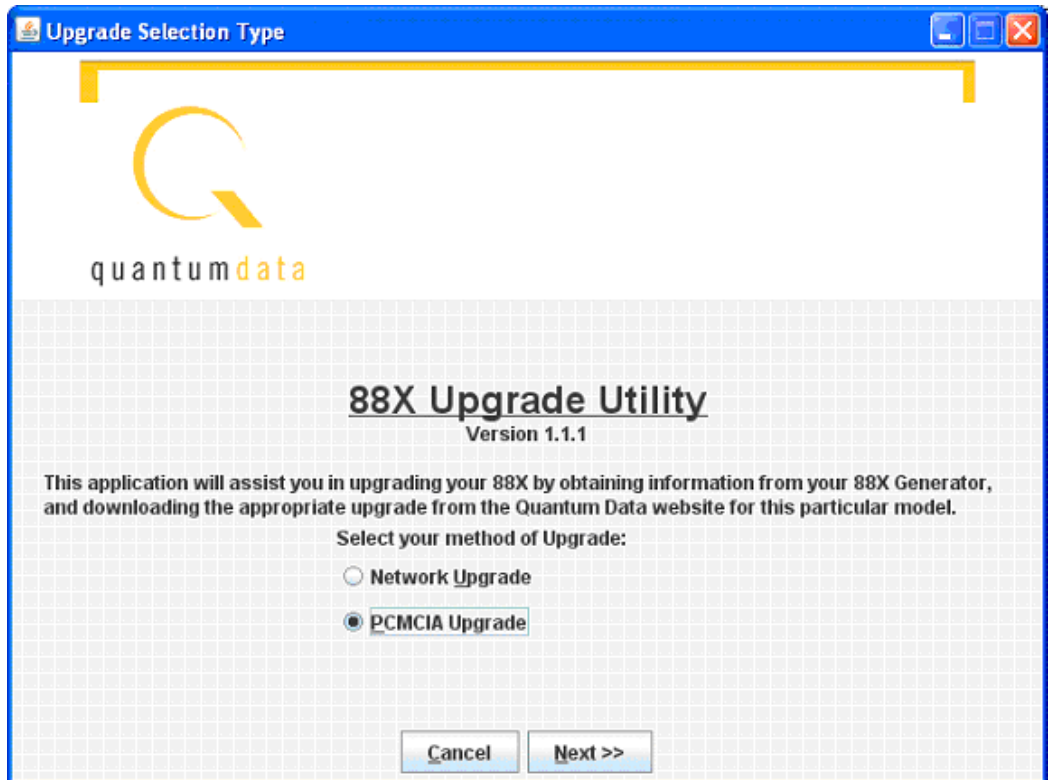 Upgrade Selection Type
quantumdata
88X Upgrade Utility
Version 1.1.1
This application will assist you in upgrading your 88X by obtaining information from your 88X Generator,
and downloading the appropriate upgrade from the Quantum Data website for this particular model.
Select your method of Upgrade:
Network Upgrade
PCMCIA Upgrade
Cancel
Next >>